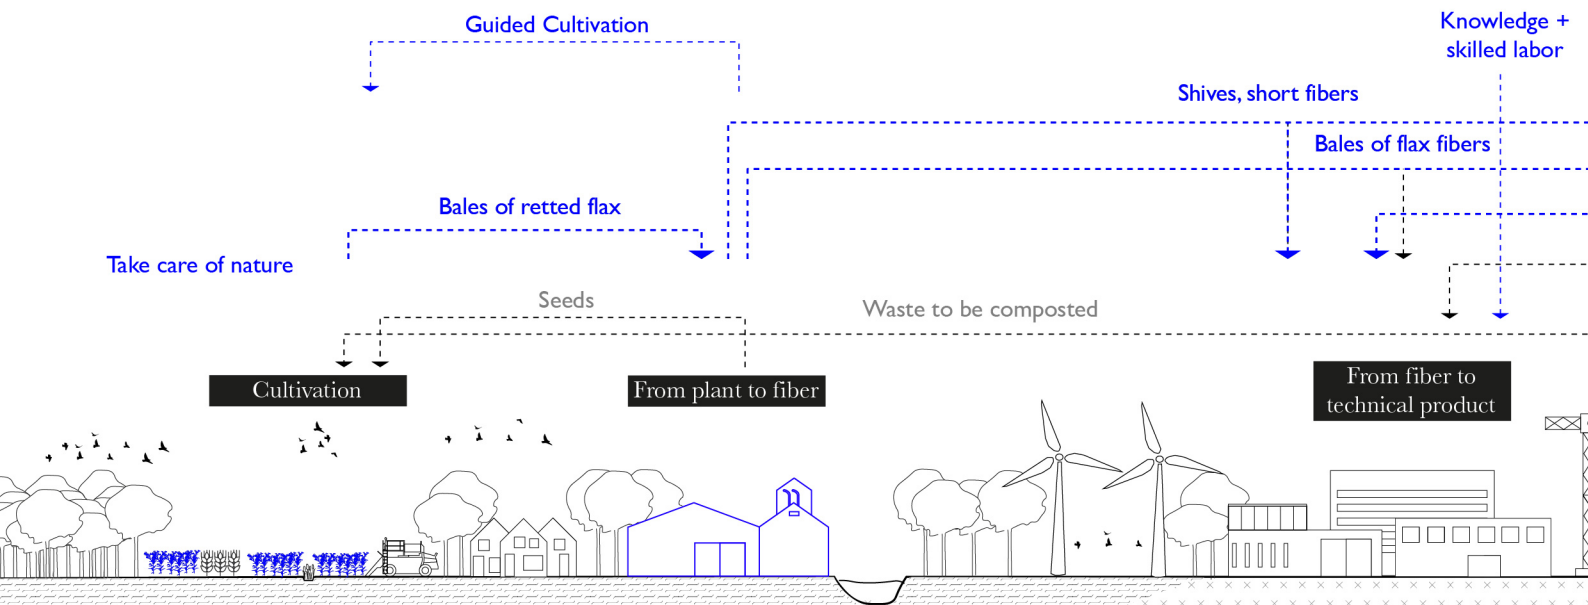 Guided Cultivation
Knowledge +
skilled labor
Shives, short fibers
Bales of flax fibers
Bales of retted flax
Take care of nature
Seeds
Waste to be composted
Cultivation
From plant to fiber
From fiber to
technical product